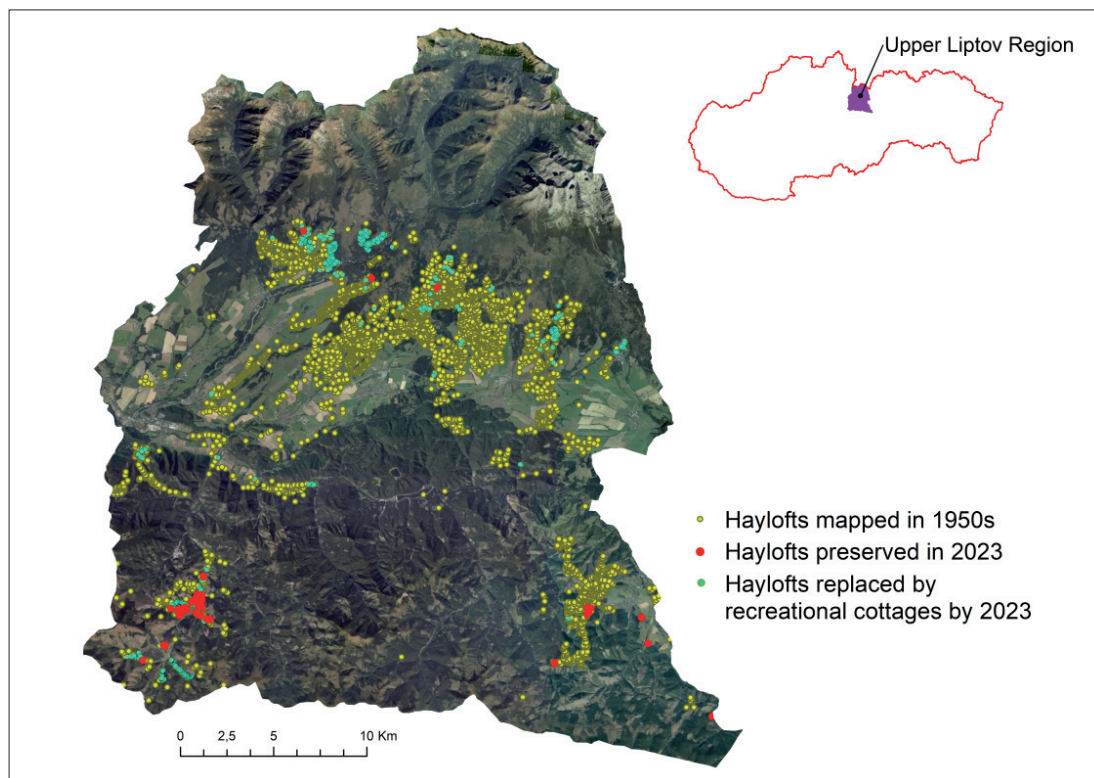 Upper Liptov Region
Haylofts mapped in 1950s
Haylofts preserved in 2023
Haylofts replaced by
recreational cottages by 2023
0 2,5 5 10 Km